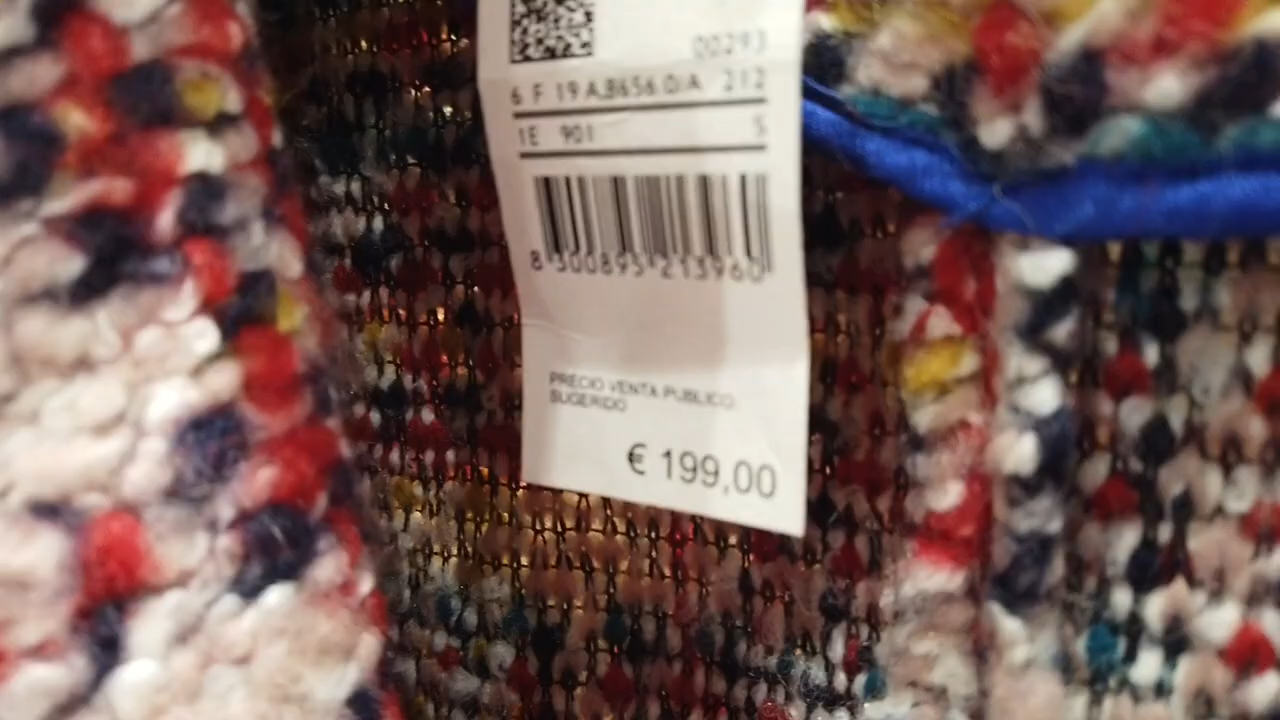 00293
6 F 19 A.B656.D/A 212
1E 901 S
8 300895 213960
PRECIO VENTA PUBLICO
SUGERIDO
€ 199,00